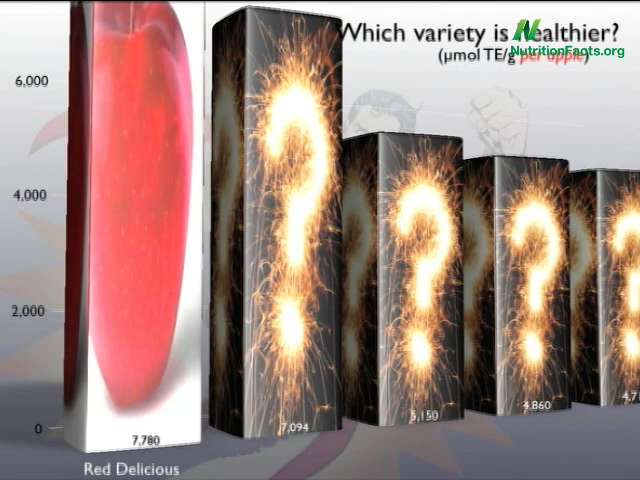 Which variety is healthier?
(µmol TE/g per apple)
NutritionFacts.org
6,000
4,000
2,000
0
7,780
7,094
5,150
4,860
Red Delicious